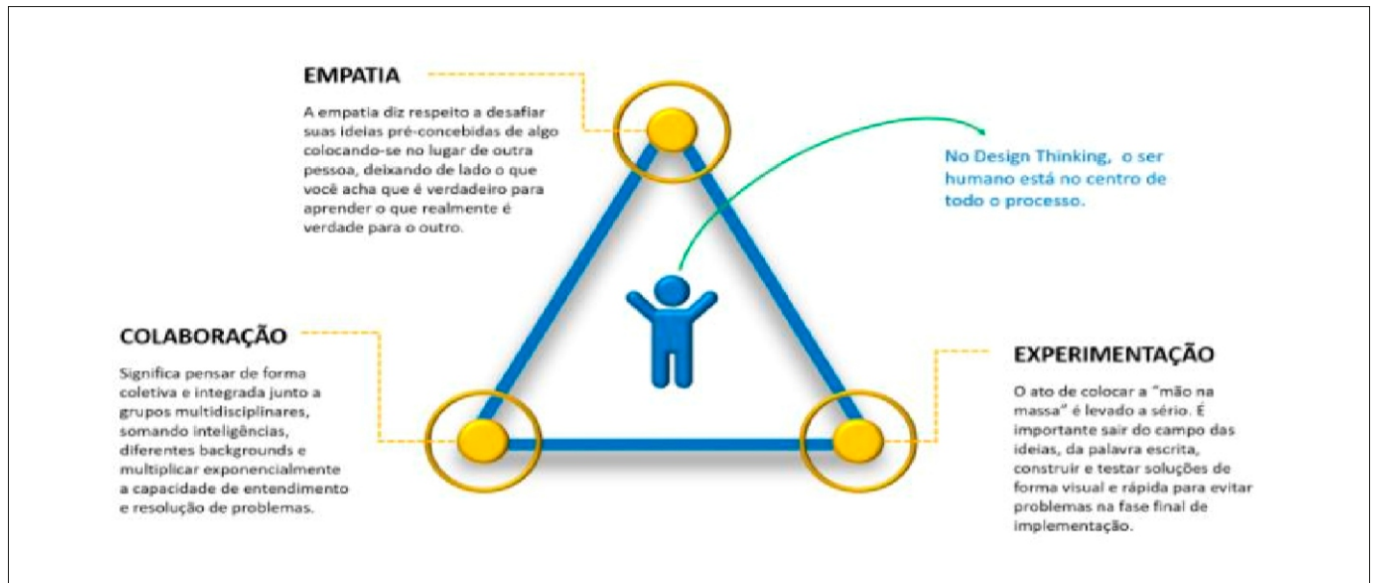 EMPATIA
A empatia diz respeito a desafiar
suas ideias pré-concebidas de algo
colocando-se no lugar de outra
pessoa, deixando de lado o que
você acha que é verdadeiro para
aprender o que realmente é
verdade para o outro.
No Design Thinking, o ser
humano está no centro de
todo o processo.
COLABORAÇÃO
Significa pensar de forma
coletiva e integrada junto a
grupos multidisciplinares,
somando inteligências,
diferentes backgrounds e
multiplicar exponencialmente
a capacidade de entendimento
e resolução de problemas.
EXPERIMENTAÇÃO
O ato de colocar a “mão na
massa” é levado a sério. É
importante sair do campo das
ideias, da palavra escrita,
construir e testar soluções de
forma visual e rápida para evitar
problemas na fase final de
implementação.